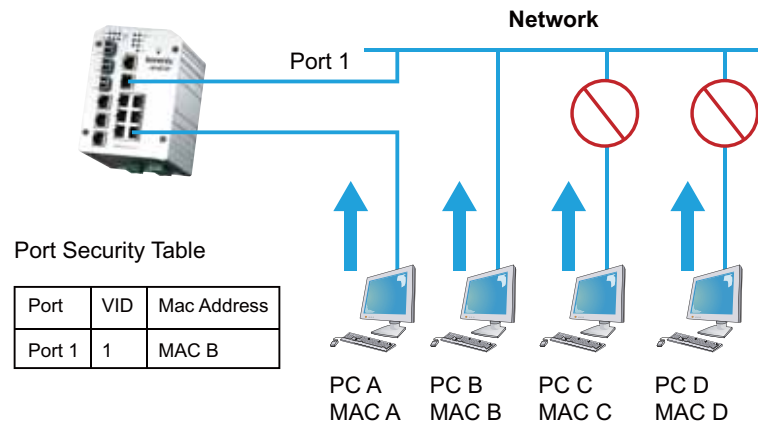 Network
Port 1
Port Security Table
Port VID Mac Address
Port 1 1 MAC B
PC A PC B PC C PC D
MAC A MAC B MAC C MAC D